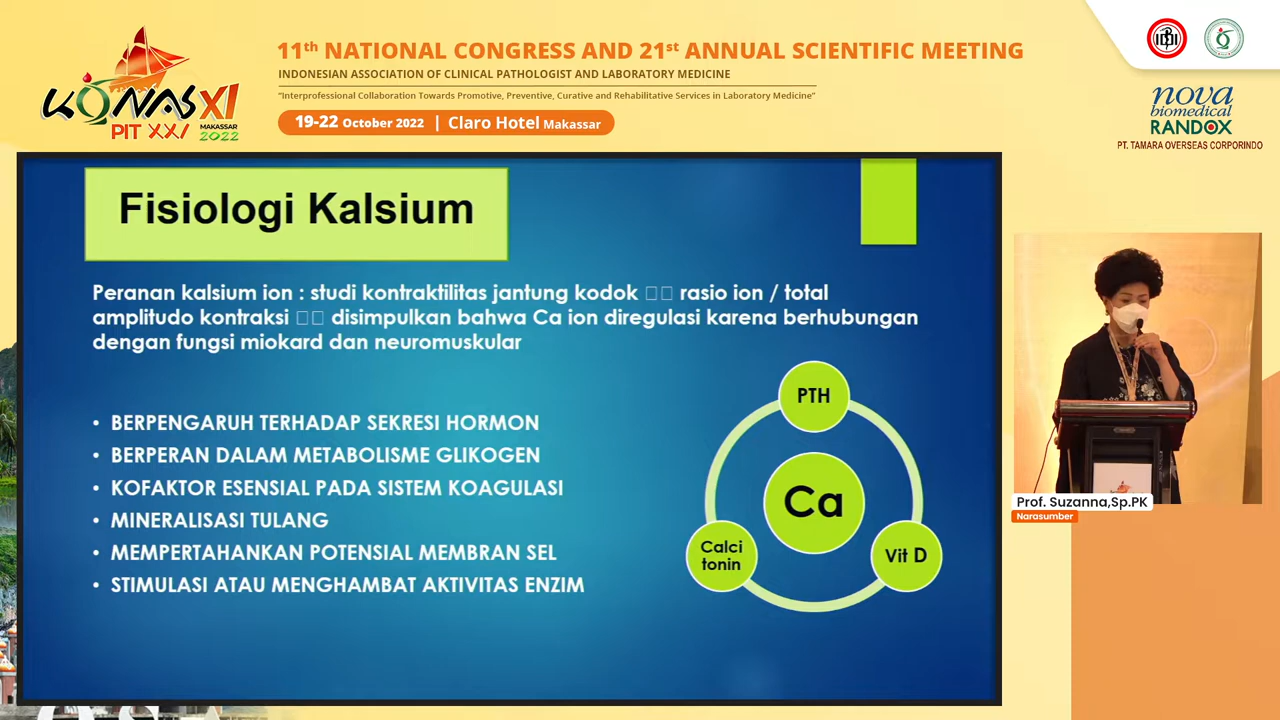 11th NATIONAL CONGRESS AND 21st ANNUAL SCIENTIFIC MEETING
INDONESIAN ASSOCIATION OF CLINICAL PATHOLOGIST AND LABORATORY MEDICINE
"Interprofessional Collaboration Towards Promotive, Preventive, Curative and Rehabilitative Services in Laboratory Medicine"
19-22 October 2022 | Claro Hotel Makassar
KONAS XI
PIT XXI
MAKASSAR
2022
nova
biomedical
RANDOX
PT. TAMARA OVERSEAS CORPORINDO
Fisiologi Kalsium
Peranan kalsium ion : studi kontraktilitas jantung kodok □□ rasio ion / total
amplitudo kontraksi □□ disimpulkan bahwa Ca ion diregulasi karena berhubungan
dengan fungsi miokard dan neuromuskular
• BERPENGARUH TERHADAP SEKRESI HORMON
• BERPERAN DALAM METABOLISME GLIKOGEN
• KOFAKTOR ESENSIAL PADA SISTEM KOAGULASI
• MINERALISASI TULANG
• MEMPERTAHANKAN POTENSIAL MEMBRAN SEL
• STIMULASI ATAU MENGHAMBAT AKTIVITAS ENZIM
PTH
Ca
Calci
tonin
Vit D
Prof. Suzanna,Sp.PK
Narasumber